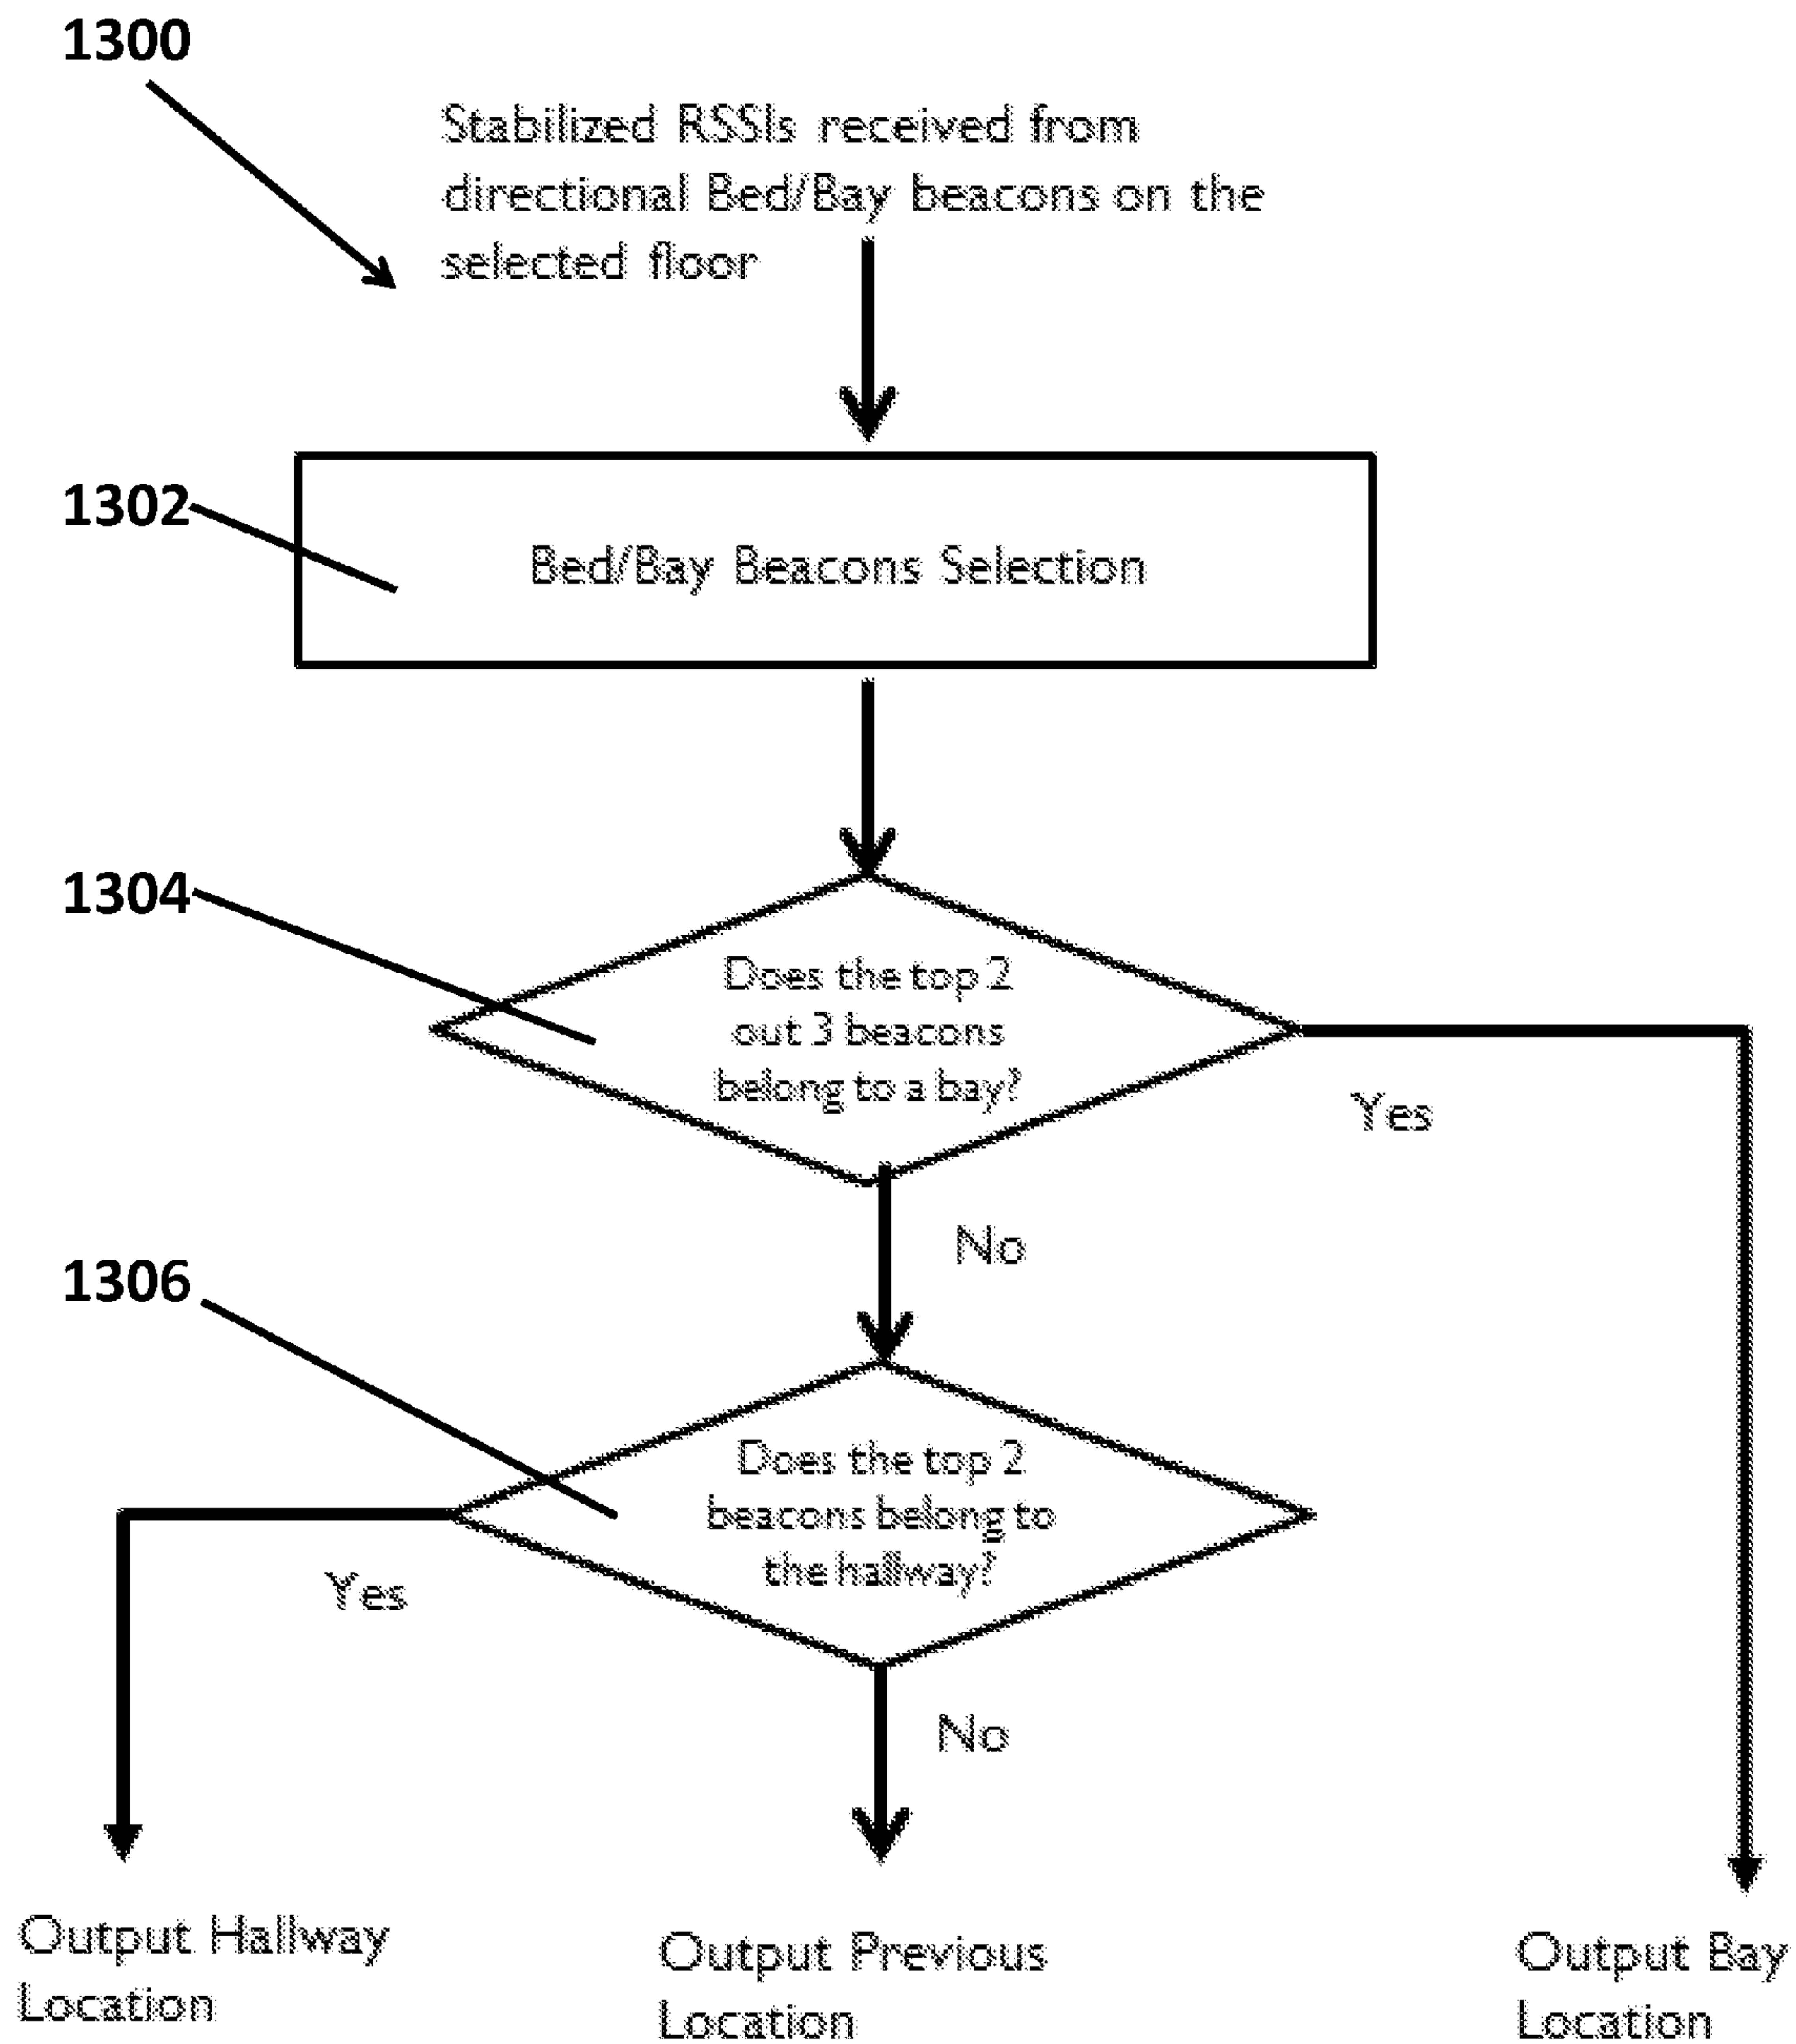 1300
Stabilized RSSIs received from
directional Bed/Bay beacons on the
selected floor
1302
Bed/Bay Beacons Selection
1304
Does the top 2
out 3 beacons
belong to a bay?
Yes
No
1306
Does the top 2
beacons belong to
the hallway?
Yes
No
Output Hallway
Location
Output Previous
Location
Output Bay
Location